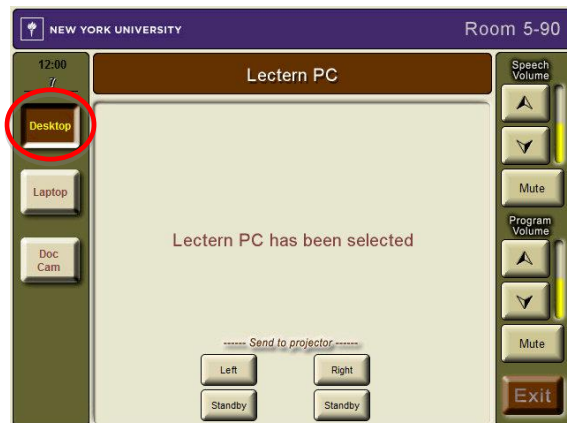 NEW YORK UNIVERSITY
Room 5-90
12:00
7
Desktop
Laptop
Doc
Cam
Lectern PC
Lectern PC has been selected
------ Send to projector ------
Left
Right
Standby
Standby
Speech
Volume
Mute
Program
Volume
Mute
Exit